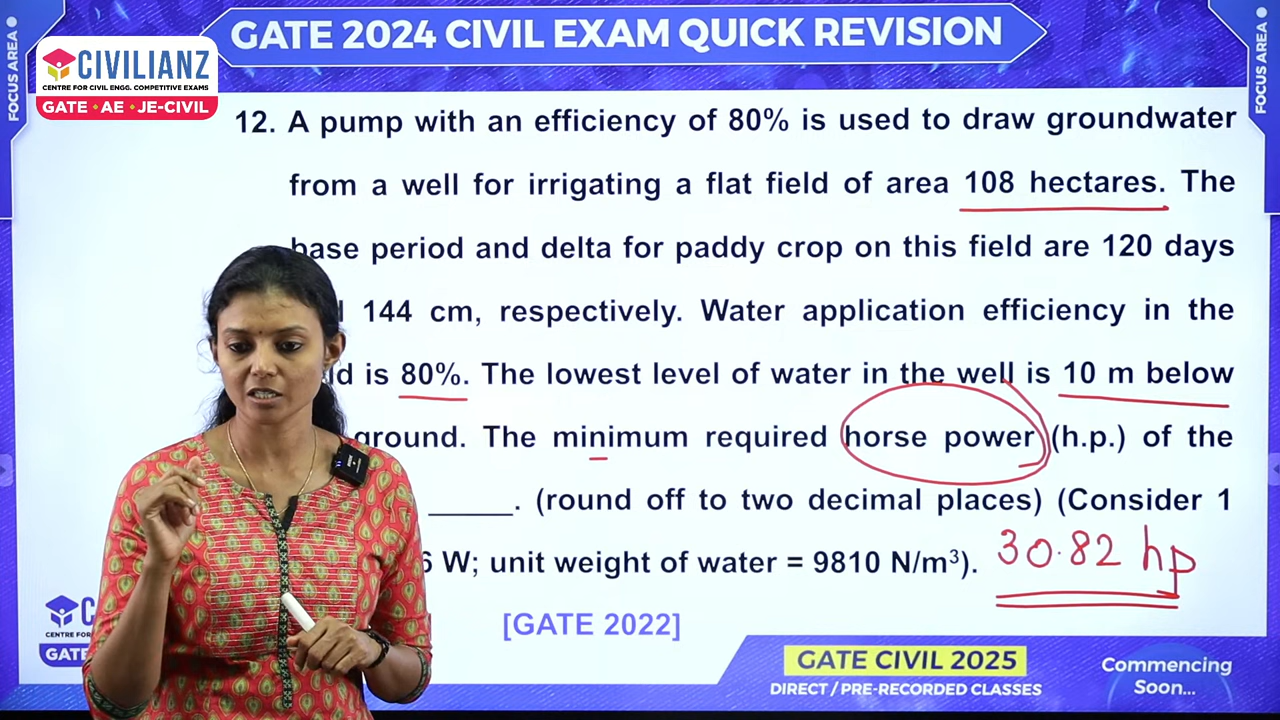 FOCUS AREA
GATE 2024 CIVIL EXAM QUICK REVISION
FOCUS AREA
CIVILIANZ
CENTRE FOR CIVIL ENGG. COMPETITIVE EXAMS
GATE AE JE-CIVIL
12. A pump with an efficiency of 80% is used to draw groundwater
from a well for irrigating a flat field of area 108 hectares. The
base period and delta for paddy crop on this field are 120 days
144 cm, respectively. Water application efficiency in the
ld is 80%. The lowest level of water in the well is 10 m below
ground. The minimum required horse power (h.p.) of the
_____. (round off to two decimal places) (Consider 1
6 W; unit weight of water = 9810 N/m³).
30.82 hp
[GATE 2022]
C
CENTRE FOR
GATE
GATE CIVIL 2025
DIRECT / PRE-RECORDED CLASSES
Commencing
Soon...